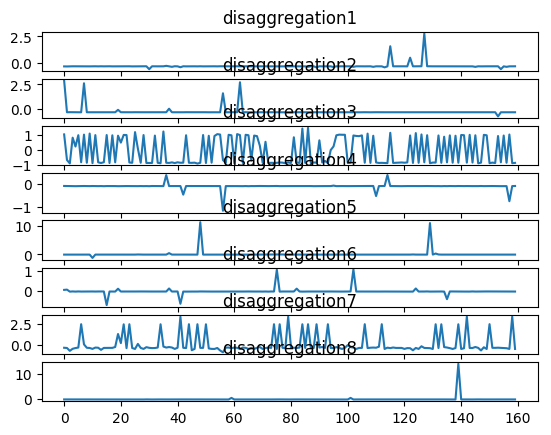 disaggregation1
2.5
0.0
disaggregation2
2.5
0.0
disaggregation3
1
0
−1
disaggregation4
0
−1
disaggregation5
10
0
disaggregation6
1
0
disaggregation7
2.5
0.0
disaggregation8
10
0
0 20 40 60 80 100 120 140 160